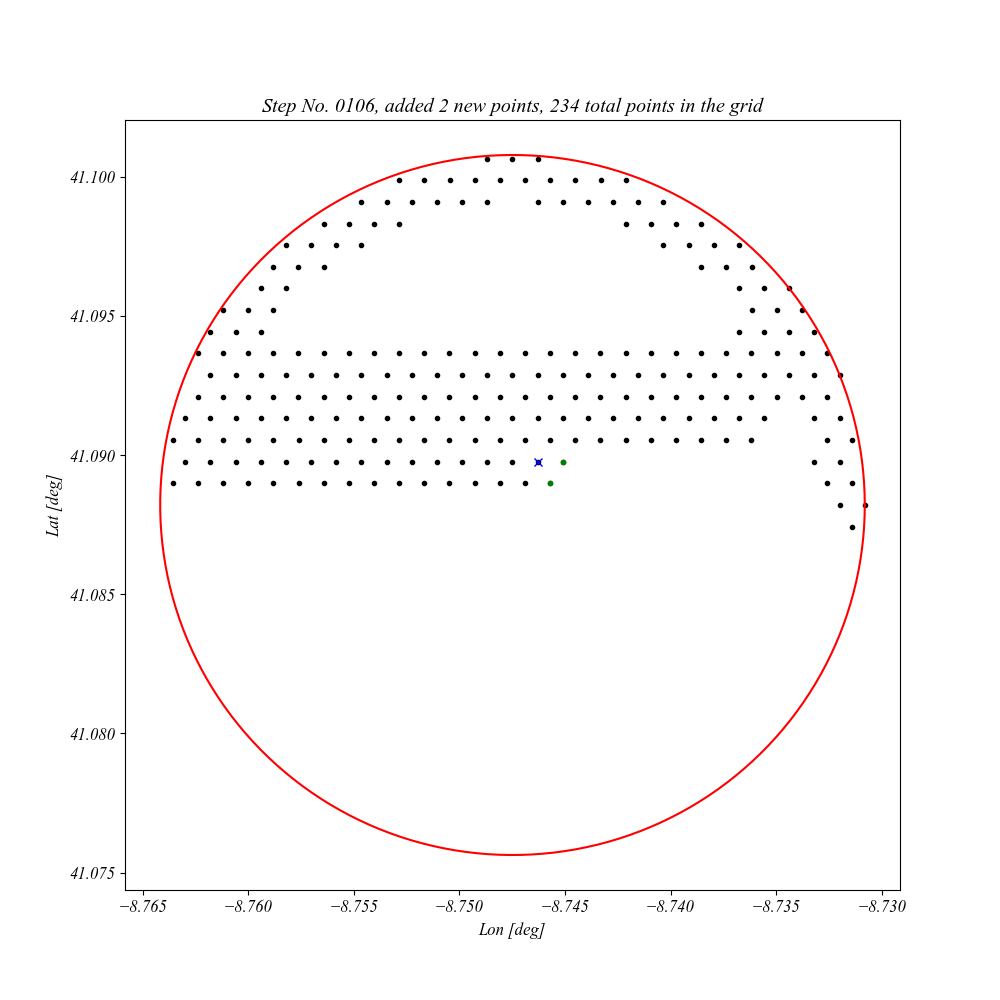 Step No. 0106, added 2 new points, 234 total points in the grid
41.100
41.095
41.090
41.085
41.080
41.075
Lat [deg]
−8.765 −8.760 −8.755 −8.750 −8.745 −8.740 −8.735 −8.730
Lon [deg]